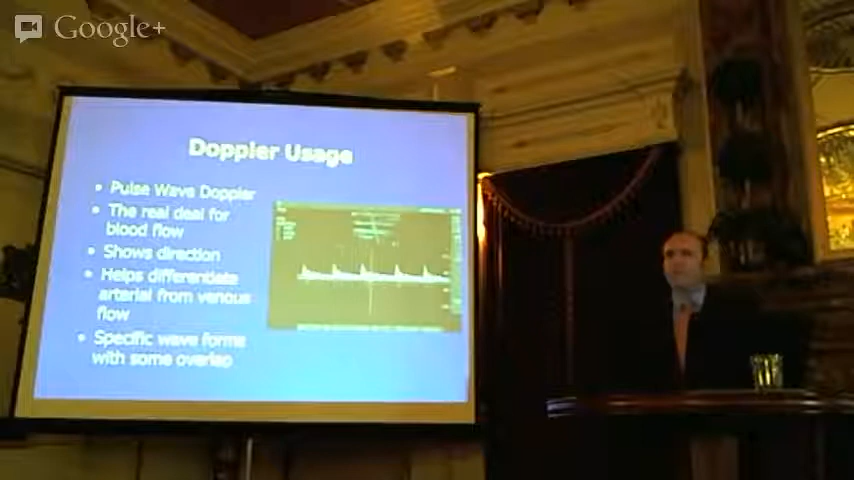 Google+
Doppler Usage
Pulse Wave Doppler
The real deal for
blood flow
Shows direction
Helps differentiate
arterial from venous
flow
Specific wave forms
with some overlap